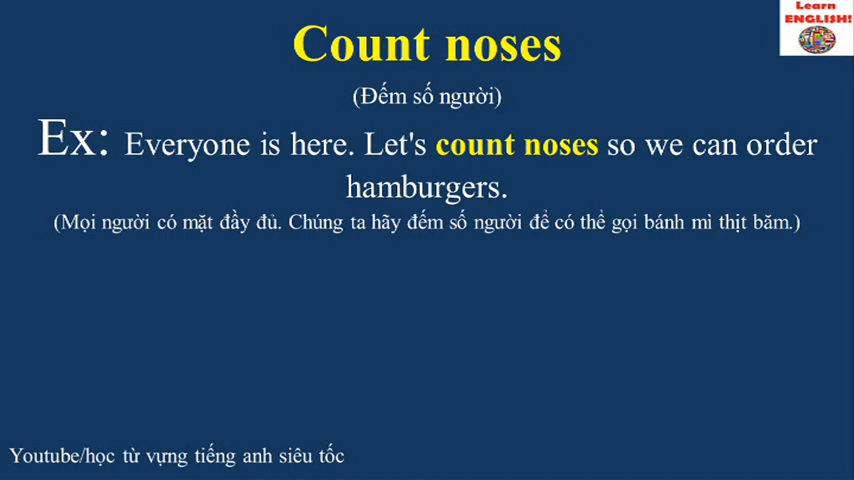 Learn
ENGLISH!
Count noses
(Đếm số người)
Ex: Everyone is here. Let's count noses so we can order
hamburgers.
(Mọi người có mặt đầy đủ. Chúng ta hãy đếm số người để có thể gọi bánh mì thịt băm.)
Youtube/học từ vựng tiếng anh siêu tốc